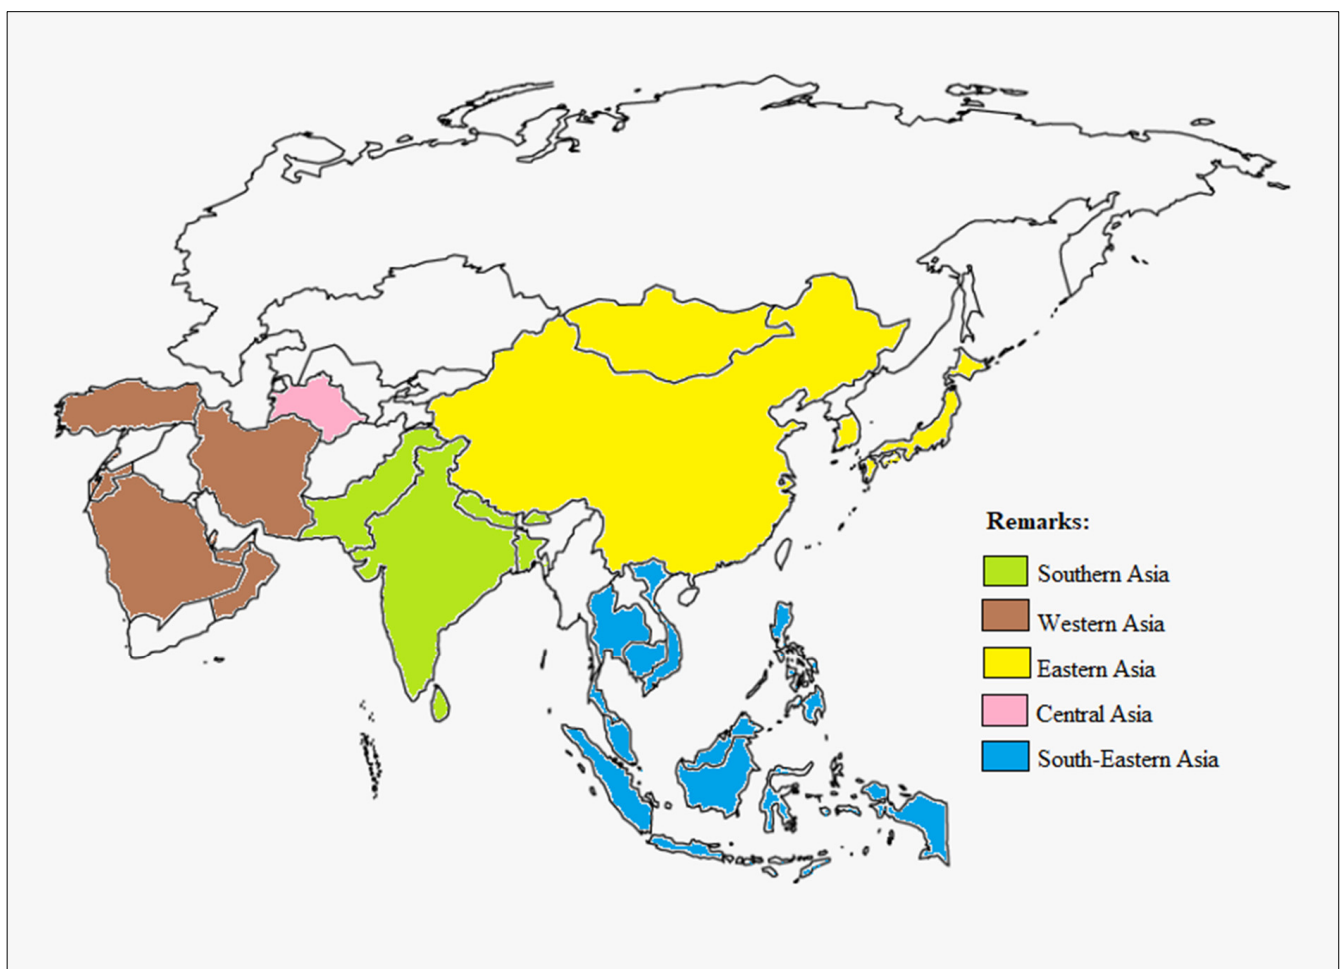 Remarks:
Southern Asia
Western Asia
Eastern Asia
Central Asia
South-Eastern Asia